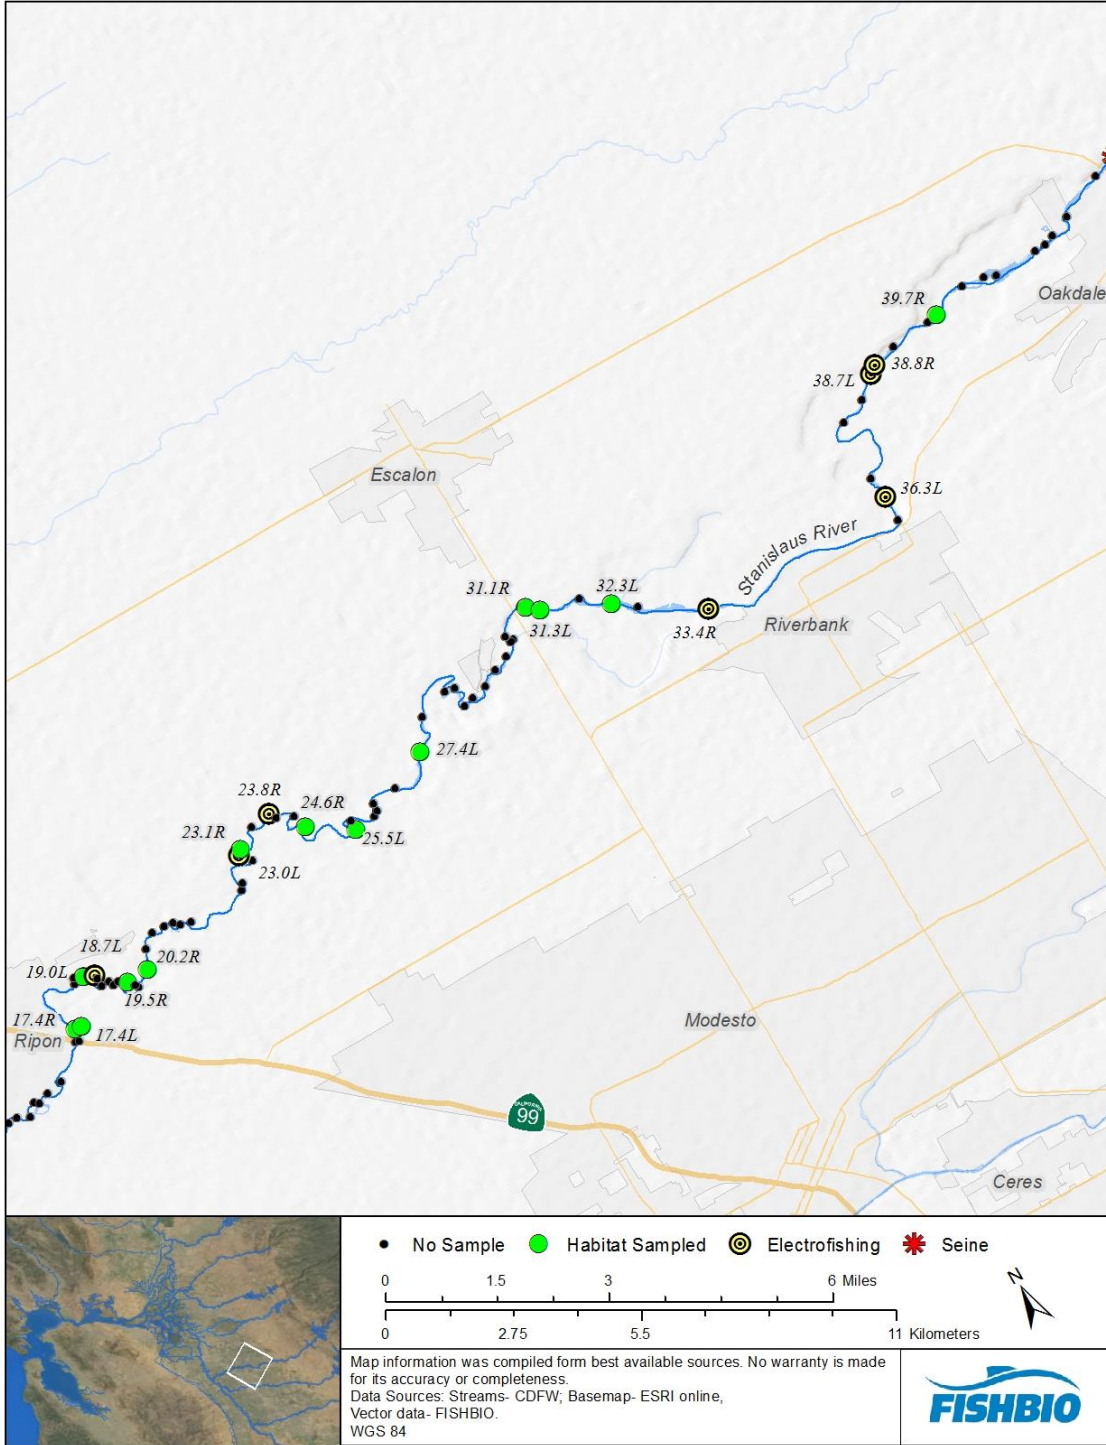 39.7R
Oakdale
38.8R
38.7L
Escalon
36.3L
Stanislaus River
31.1R
32.3L
31.3L
33.4R
Riverbank
27.4L
23.8R
24.6R
23.1R
25.5L
23.0L
18.7L
20.2R
19.0L
19.5R
17.4R
17.4L
Ripon
Modesto
CALIFORNIA
99
Ceres
No Sample Habitat Sampled Electrofishing Seine
0 1.5 3 6 Miles
0 2.75 5.5 11 Kilometers
N
Map information was compiled form best available sources. No warranty is made
for its accuracy or completeness.
Data Sources: Streams- CDFW; Basemap- ESRI online,
Vector data- FISHBIO.
WGS 84
FISHBIO